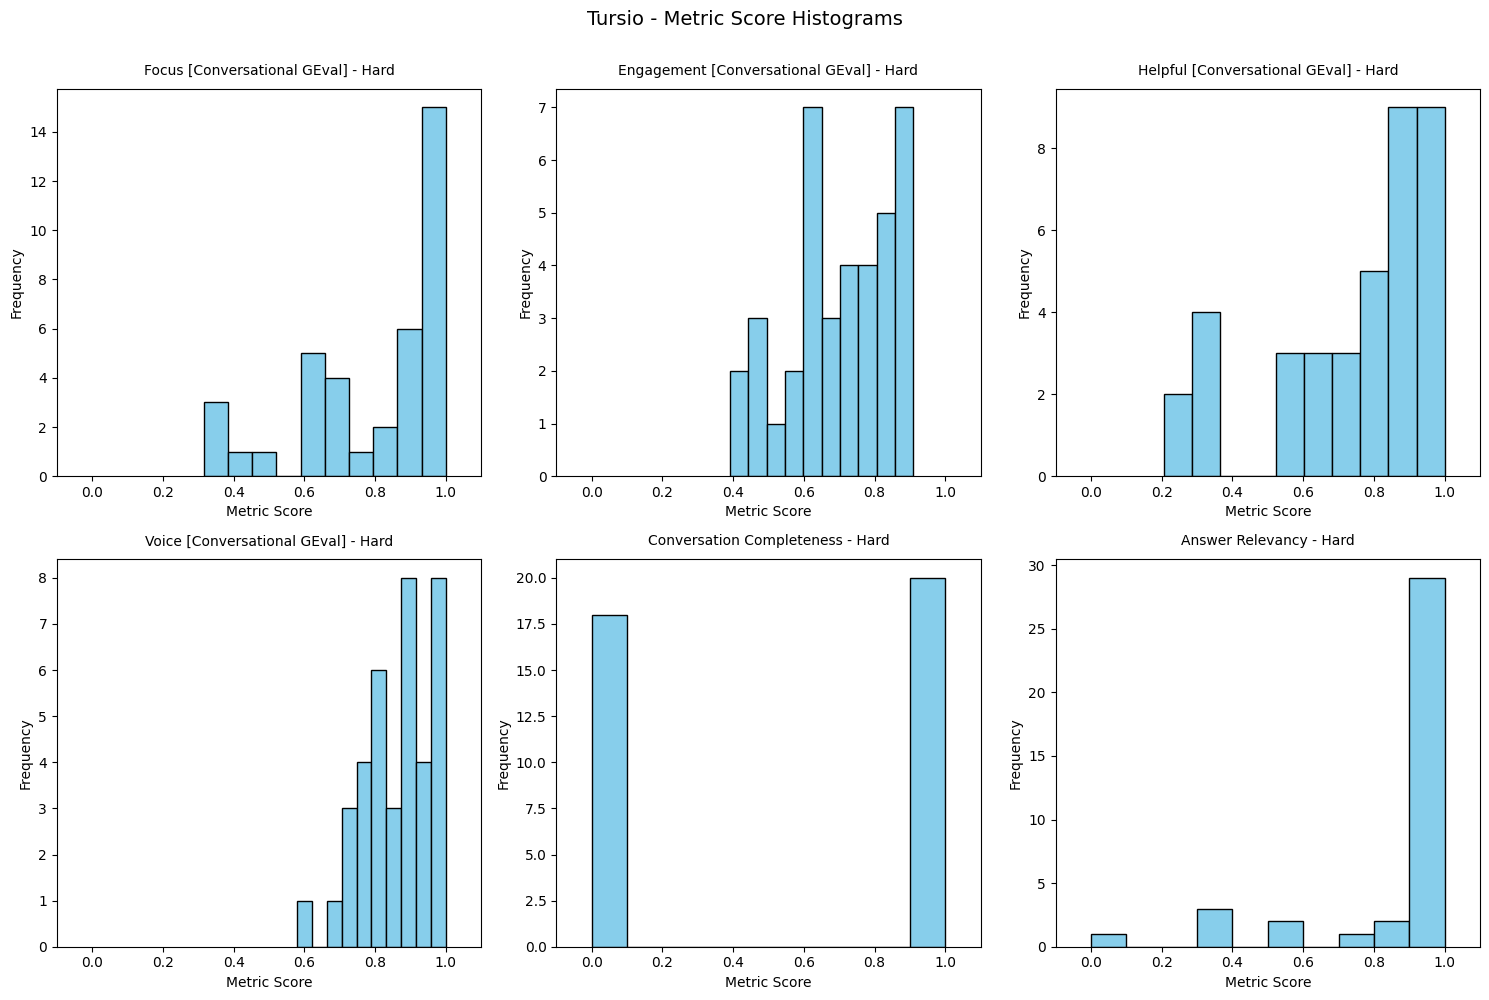 Tursio - Metric Score Histograms
Focus [Conversational GEval] - Hard
Frequency
14
12
10
8
6
4
2
0
0.0 0.2 0.4 0.6 0.8 1.0
Metric Score
Engagement [Conversational GEval] - Hard
Frequency
7
6
5
4
3
2
1
0
0.0 0.2 0.4 0.6 0.8 1.0
Metric Score
Helpful [Conversational GEval] - Hard
Frequency
8
6
4
2
0
0.0 0.2 0.4 0.6 0.8 1.0
Metric Score
Voice [Conversational GEval] - Hard
Frequency
8
7
6
5
4
3
2
1
0
0.0 0.2 0.4 0.6 0.8 1.0
Metric Score
Conversation Completeness - Hard
Frequency
20.0
17.5
15.0
12.5
10.0
7.5
5.0
2.5
0.0
0.0 0.2 0.4 0.6 0.8 1.0
Metric Score
Answer Relevancy - Hard
Frequency
30
25
20
15
10
5
0
0.0 0.2 0.4 0.6 0.8 1.0
Metric Score